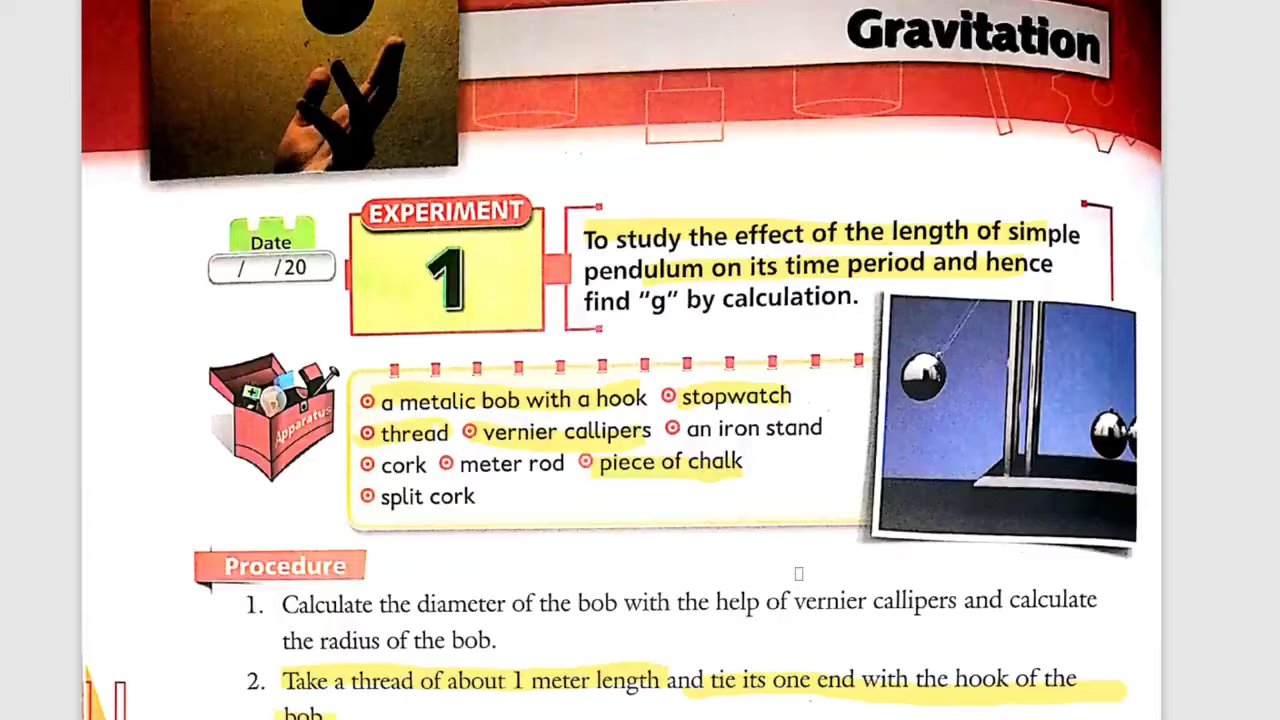 Gravitation
EXPERIMENT
1
Date
/ /20
To study the effect of the length of simple
pendulum on its time period and hence
find “g” by calculation.
Apparatus
a metalic bob with a hook stopwatch
thread vernier callipers an iron stand
cork meter rod piece of chalk
split cork
Procedure
1. Calculate the diameter of the bob with the help of vernier callipers and calculate
the radius of the bob.
2. Take a thread of about 1 meter length and tie its one end with the hook of the
bob